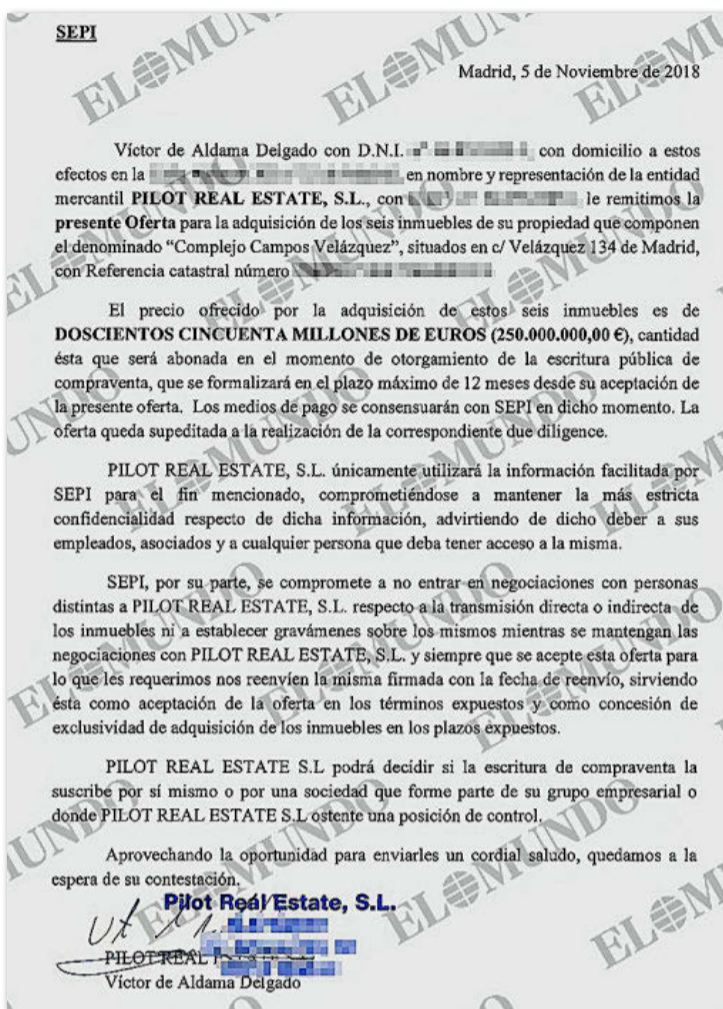 SEPI
Madrid, 5 de Noviembre de 2018
Víctor de Aldama Delgado con D.N.I. con domicilio a estos
efectos en la en nombre y representación de la entidad
mercantil PILOT REAL ESTATE, S.L., con le remitimos la
presente Oferta para la adquisición de los seis inmuebles de su propiedad que componen
el denominado “Complejo Campos Velázquez”, situados en c/ Velázquez 134 de Madrid,
con Referencia catastral número
El precio ofrecido por la adquisición de estos seis inmuebles es de
DOSCIENTOS CINCUENTA MILLONES DE EUROS (250.000.000,00 €), cantidad
ésta que será abonada en el momento de otorgamiento de la escritura pública de
compraventa, que se formalizará en el plazo máximo de 12 meses desde su aceptación de
la presente oferta. Los medios de pago se consensuarán con SEPI en dicho momento. La
oferta queda supeditada a la realización de la correspondiente due diligence.
PILOT REAL ESTATE, S.L. únicamente utilizará la información facilitada por
SEPI para el fin mencionado, comprometiéndose a mantener la más estricta
confidencialidad respecto de dicha información, advirtiendo de dicho deber a sus
empleados, asociados y a cualquier persona que deba tener acceso a la misma.
SEPI, por su parte, se compromete a no entrar en negociaciones con personas
distintas a PILOT REAL ESTATE, S.L. respecto a la transmisión directa o indirecta de
los inmuebles ni a establecer gravámenes sobre los mismos mientras se mantengan las
negociaciones con PILOT REAL ESTATE, S.L. y siempre que se acepte esta oferta para
lo que les requerimos nos reenvíen la misma firmada con la fecha de reenvío, sirviendo
ésta como aceptación de la oferta en los términos expuestos y como concesión de
exclusividad de adquisición de los inmuebles en los plazos expuestos.
PILOT REAL ESTATE S.L podrá decidir si la escritura de compraventa la
suscribe por sí mismo o por una sociedad que forme parte de su grupo empresarial o
donde PILOT REAL ESTATE S.L ostente una posición de control.
Aprovechando la oportunidad para enviarles un cordial saludo, quedamos a la
espera de su contestación.
Pilot Real Estate, S.L.
PILOT REAL
Víctor de Aldama Delgado
EL MUNDO